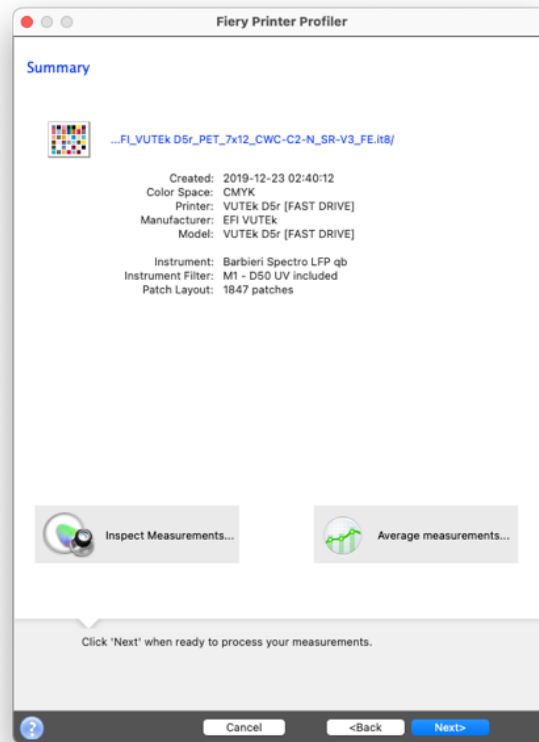 Fiery Printer Profiler
Summary
...FI_VUTEk D5r_PET_7x12_CWC-C2-N_SR-V3_FE.it8/
Created: 2019-12-23 02:40:12
Color Space: CMYK
Printer: VUTEk D5r [FAST DRIVE]
Manufacturer: EFI VUTEk
Model: VUTEk D5r [FAST DRIVE]
Instrument: Barbieri Spectro LFP qb
Instrument Filter: M1 - D50 UV included
Patch Layout: 1847 patches
Inspect Measurements...
Average measurements...
Click 'Next' when ready to process your measurements.
?
Cancel
<Back
Next>